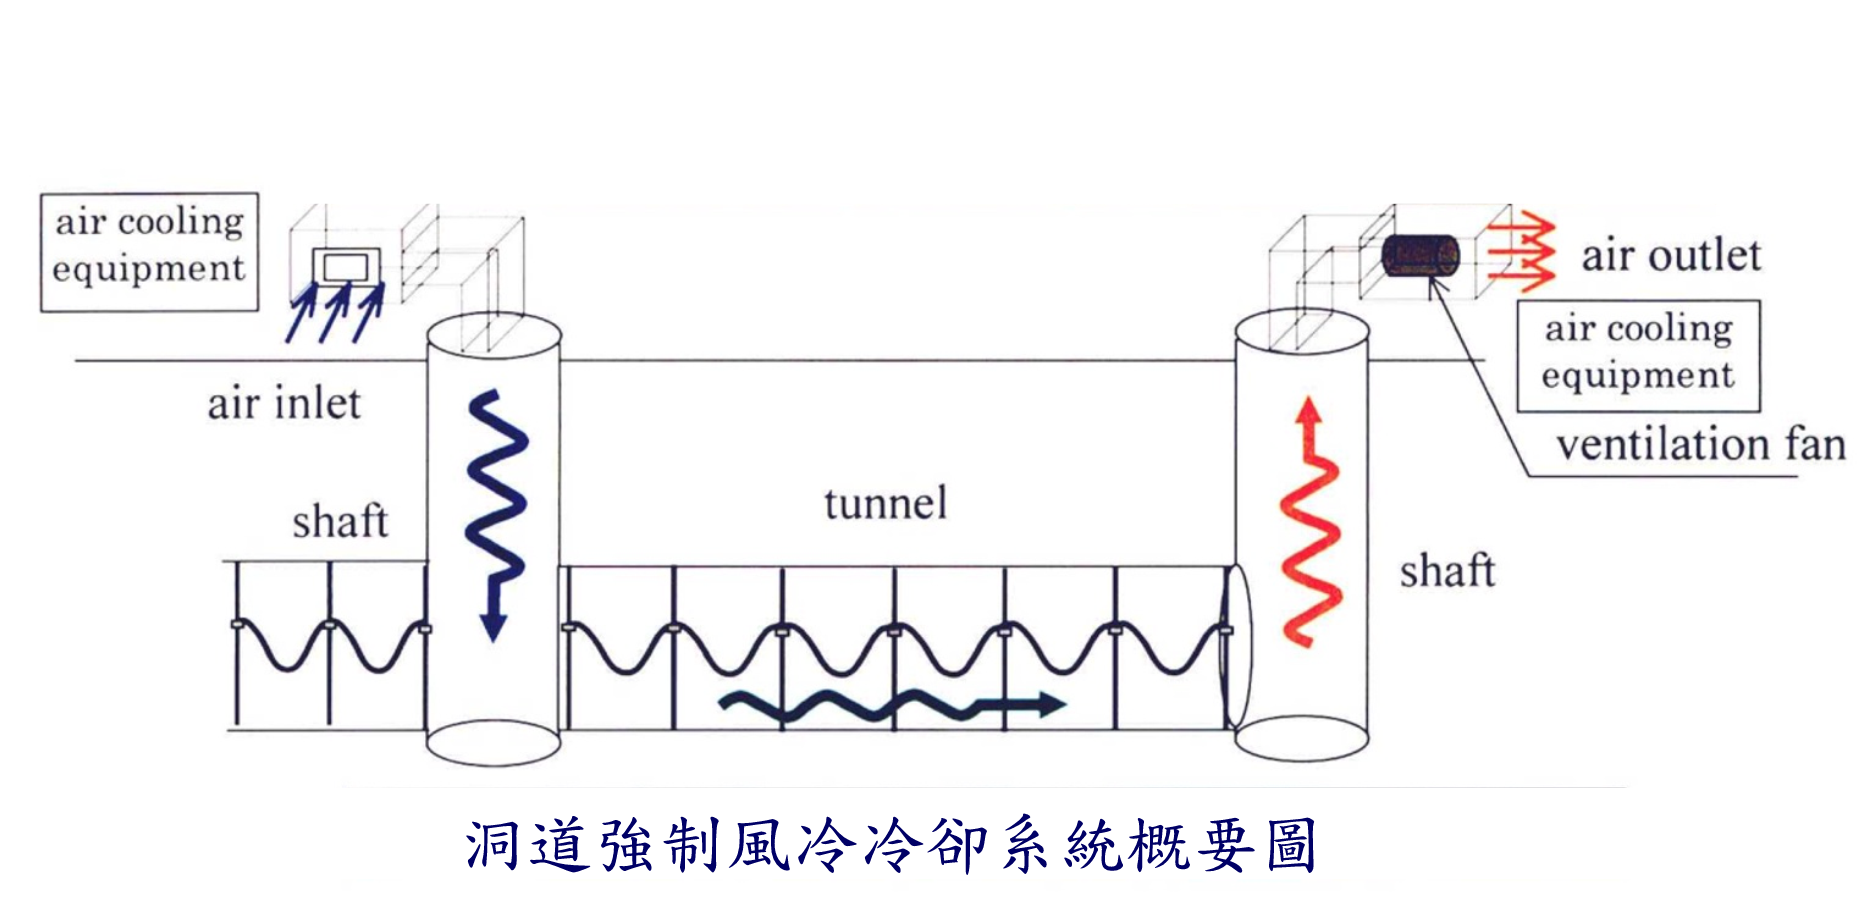 air cooling
equipment
air outlet
air cooling
equipment
air inlet
ventilation fan
shaft
tunnel
shaft
洞道強制風冷冷卻系統概要圖